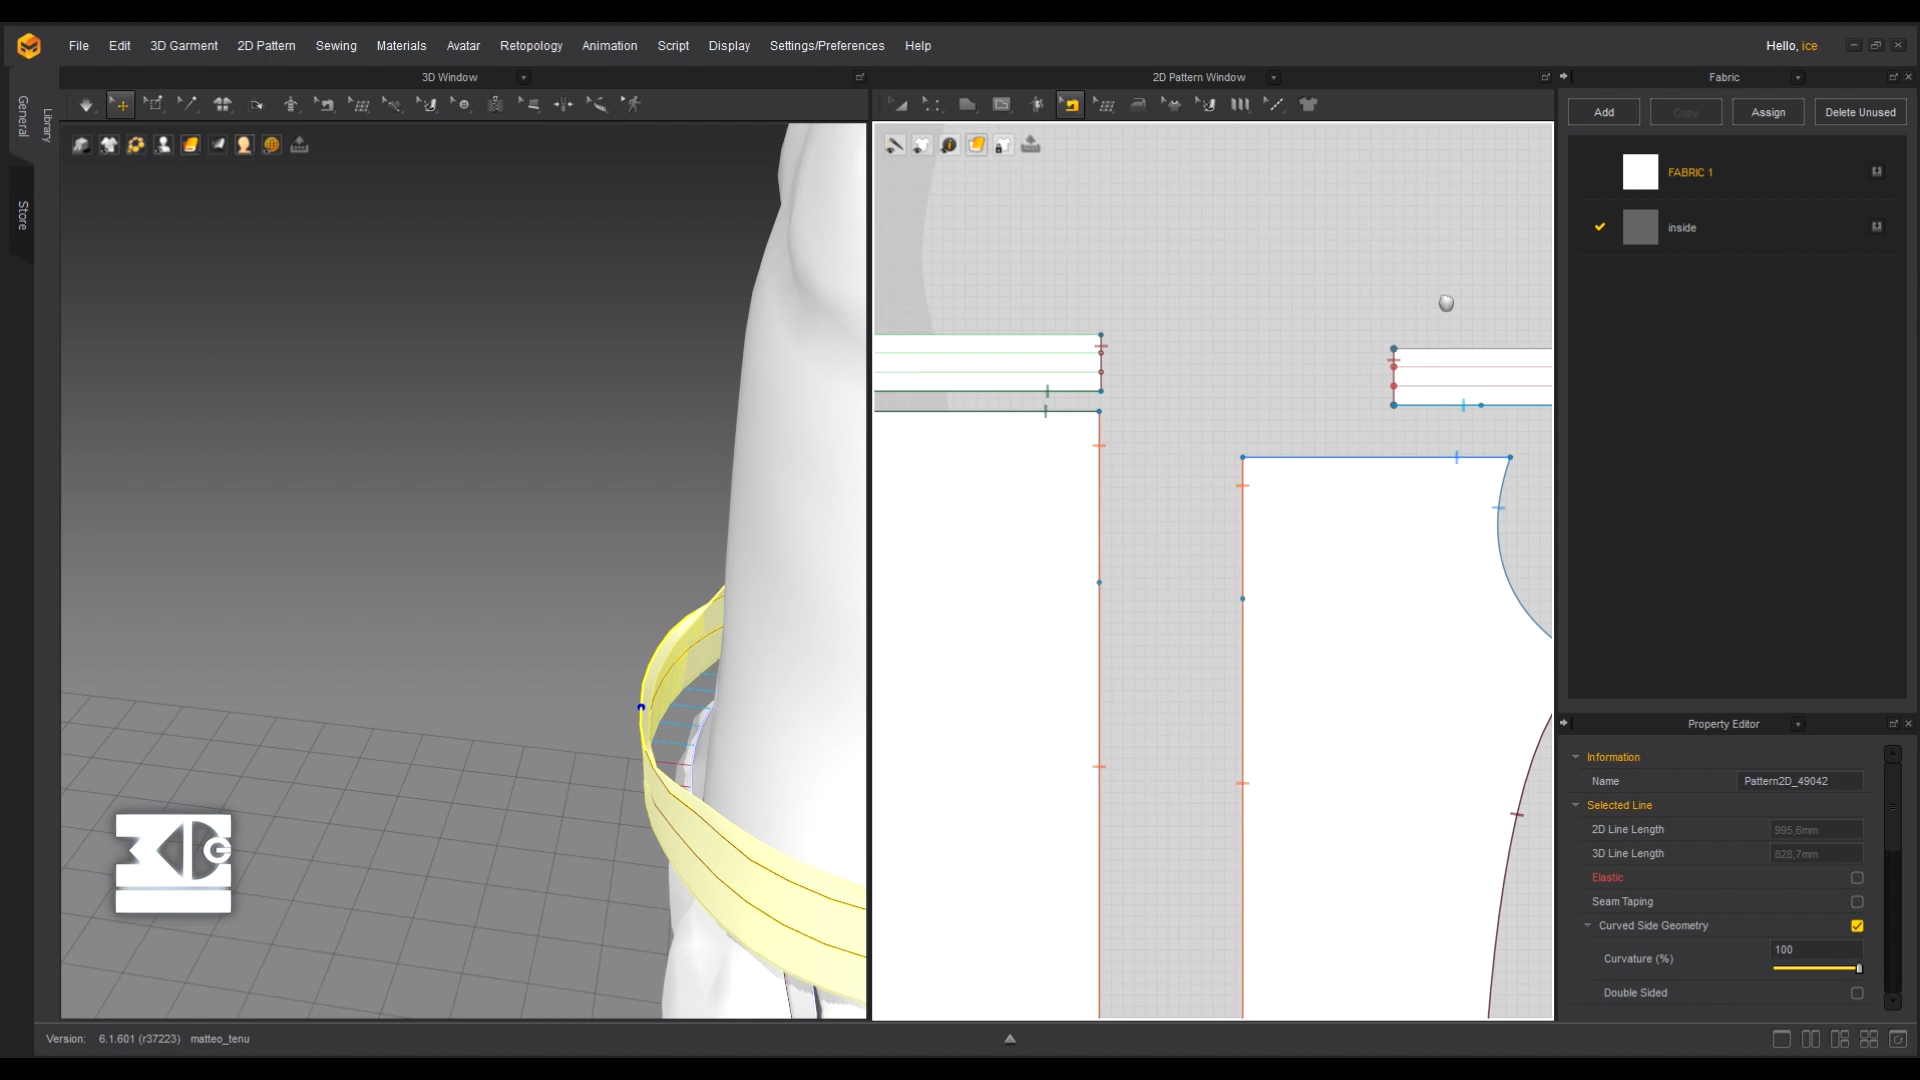 File Edit 3D Garment 2D Pattern Sewing Materials Avatar Retopology Animation Script Display Settings/Preferences Help Hello, ice
3D Window 2D Pattern Window Fabric
General
Library
Store
Add Copy Assign Delete Unused
FABRIC 1
inside
Property Editor
Information
Name Pattern2D_49042
Selected Line
2D Line Length 995,6mm
3D Line Length 828,7mm
Elastic
Seam Taping
Curved Side Geometry
100
Curvature (%)
Double Sided
Version: 6.1.601 (r37223) matteo_tenu